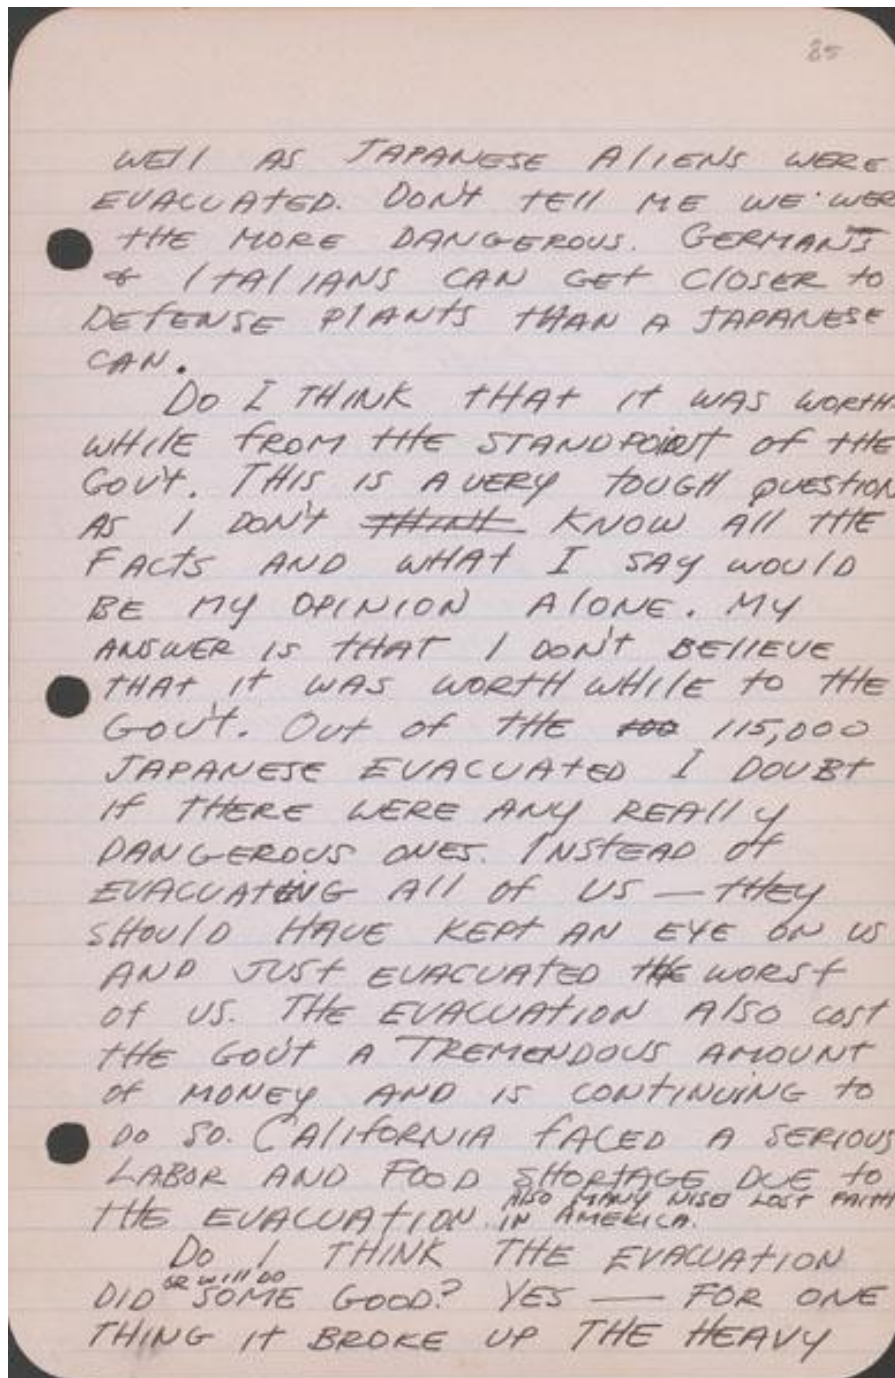 85
WELL AS JAPANESE ALIENS WERE
EVACUATED. DON'T TELL ME WE WER
THE MORE DANGEROUS. GERMANS
& ITALIANS CAN GET CLOSER TO
DEFENSE PLANTS THAN A JAPANESE
CAN.
DO I THINK THAT IT WAS WORTH
WHILE FROM THE STANDPOINT OF THE
GOV'T. THIS IS A VERY TOUGH QUESTION
AS I DON'T THINK KNOW ALL THE
FACTS AND WHAT I SAY WOULD
BE MY OPINION ALONE. MY
ANSWER IS THAT I DON'T BELIEVE
THAT IT WAS WORTH WHILE TO THE
GOV'T. OUT OF THE 100 115,000
JAPANESE EVACUATED I DOUBT
IF THERE WERE ANY REALLY
DANGEROUS ONES. INSTEAD OF
EVACUATING ALL OF US — THEY
SHOULD HAVE KEPT AN EYE ON US
AND JUST EVACUATED THE WORST
OF US. THE EVACUATION ALSO COST
THE GOV'T A TREMENDOUS AMOUNT
OF MONEY AND IS CONTINUING TO
DO SO. CALIFORNIA FACED A SERIOUS
LABOR AND FOOD SHORTAGE DUE TO
THE EVACUATION. ALSO MANY NISEI LOST FAITH
IN AMERICA.
DO I THINK THE EVACUATION
DID OR WILL DO SOME GOOD? YES — FOR ONE
THING IT BROKE UP THE HEAVY